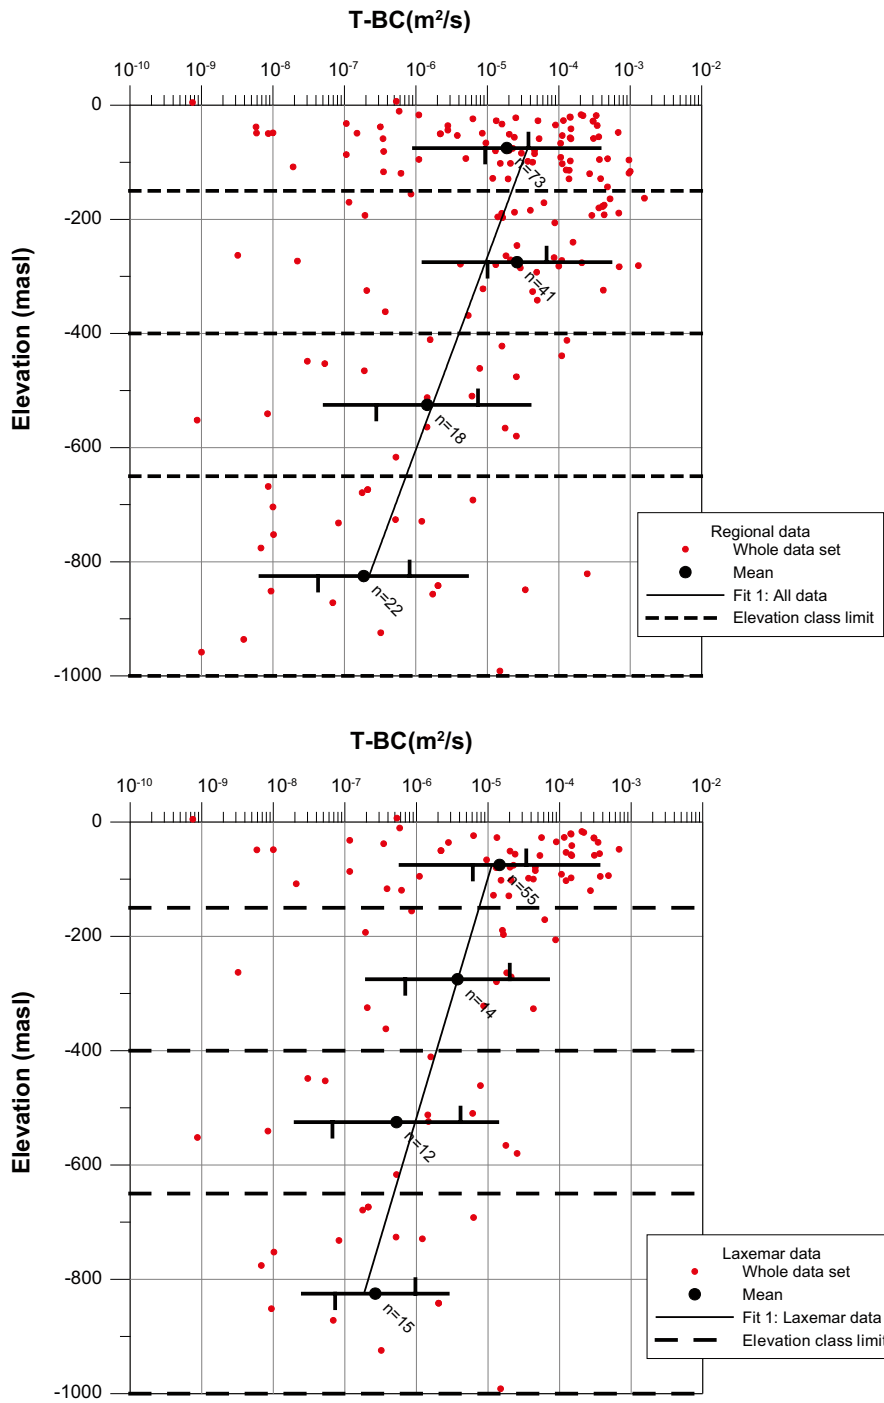 T-BC(m²/s)
10⁻¹⁰ 10⁻⁹ 10⁻⁸ 10⁻⁷ 10⁻⁶ 10⁻⁵ 10⁻⁴ 10⁻³ 10⁻²
0
n=73
-200
n=41
Elevation (masl)
-400
n=18
-600
Regional data
Whole data set
-800
Mean
n=22
Fit 1: All data
Elevation class limit
-1000
T-BC(m²/s)
10⁻¹⁰ 10⁻⁹ 10⁻⁸ 10⁻⁷ 10⁻⁶ 10⁻⁵ 10⁻⁴ 10⁻³ 10⁻²
0
n=55
-200
n=14
Elevation (masl)
-400
n=12
-600
Laxemar data
Whole data set
-800
Mean
n=15
Fit 1: Laxemar data
Elevation class limit
-1000